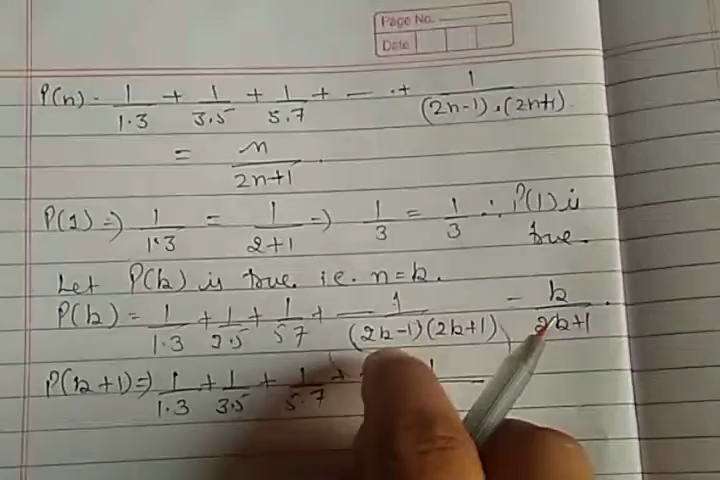 Page No.
Date
P(n) - 1/1.3 + 1/3.5 + 1/5.7 + - .+ 1/(2n-1).(2n+1).
= n/2n+1.
P(1) => 1/1.3 = 1/2+1 => 1/3 = 1/3 ∴ P(1) is true.
Let P(k) is true. i.e. n=k.
P(k) = 1/1.3 + 1/3.5 + 1/5.7 + - 1/(2k-1)(2k+1) - k/2k+1.
P(k+1) => 1/1.3 + 1/3.5 + 1/5.7 +